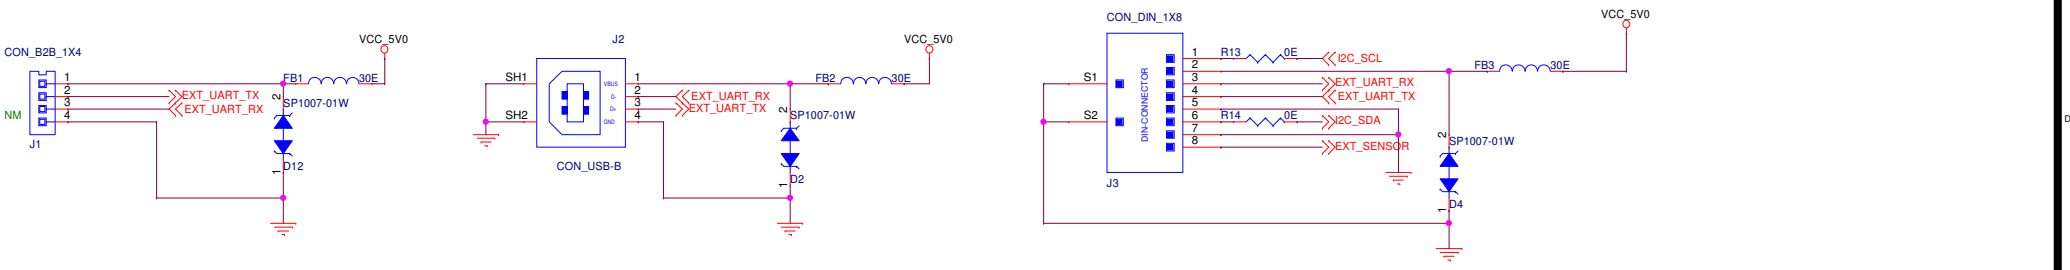 CON_B2B_1X4
1
2
3
4
NM
J1
EXT_UART_TX
EXT_UART_RX
FB1
30E
VCC_5V0
2
SP1007-01W
D12
1
J2
SH1
SH2
VBUS
D-
D+
GND
1
2
3
4
CON_USB-B
EXT_UART_RX
EXT_UART_TX
FB2
30E
VCC_5V0
2
SP1007-01W
D2
1
CON_DIN_1X8
S1
S2
DIN-CONNECTOR
J3
1
2
3
4
5
6
7
8
R13
0E
I2C_SCL
EXT_UART_RX
EXT_UART_TX
R14
0E
I2C_SDA
EXT_SENSOR
FB3
30E
VCC_5V0
2
SP1007-01W
D4
1
D